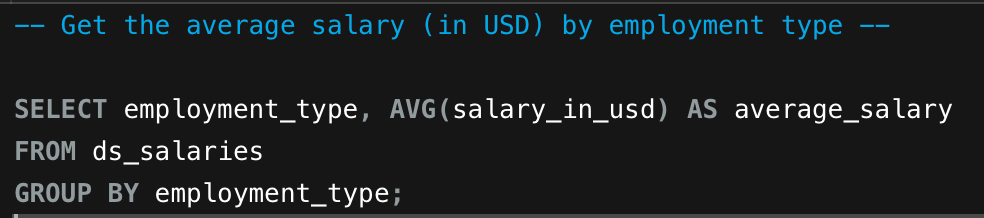 -- Get the average salary (in USD) by employment type --
SELECT employment_type, AVG(salary_in_usd) AS average_salary
FROM ds_salaries
GROUP BY employment_type;